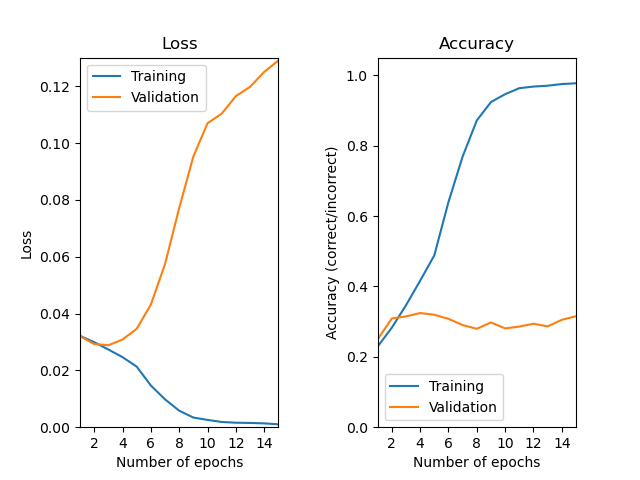 Loss
0.12
0.10
0.08
0.06
0.04
0.02
0.00
Loss
Training
Validation
2 4 6 8 10 12 14
Number of epochs
Accuracy
1.0
0.8
0.6
0.4
0.2
0.0
Accuracy (correct/incorrect)
Training
Validation
2 4 6 8 10 12 14
Number of epochs